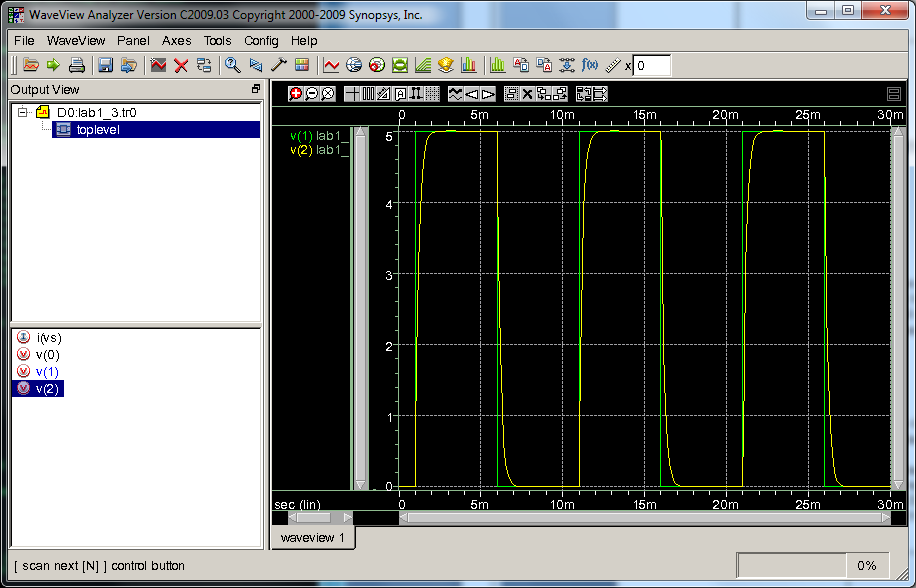 WaveView Analyzer Version C2009.03 Copyright 2000-2009 Synopsys, Inc.
File WaveView Panel Axes Tools Config Help
f(x) x 0
Output View
D0:lab1_3.tr0
toplevel
i(vs)
v(0)
v(1)
v(2)
A
0 5m 10m 15m 20m 25m 30m
v(1) lab1_
v(2) lab1_
5
4
3
2
1
0
sec (lin) 0 5m 10m 15m 20m 25m 30m
waveview 1
[ scan next [N] ] control button
0%